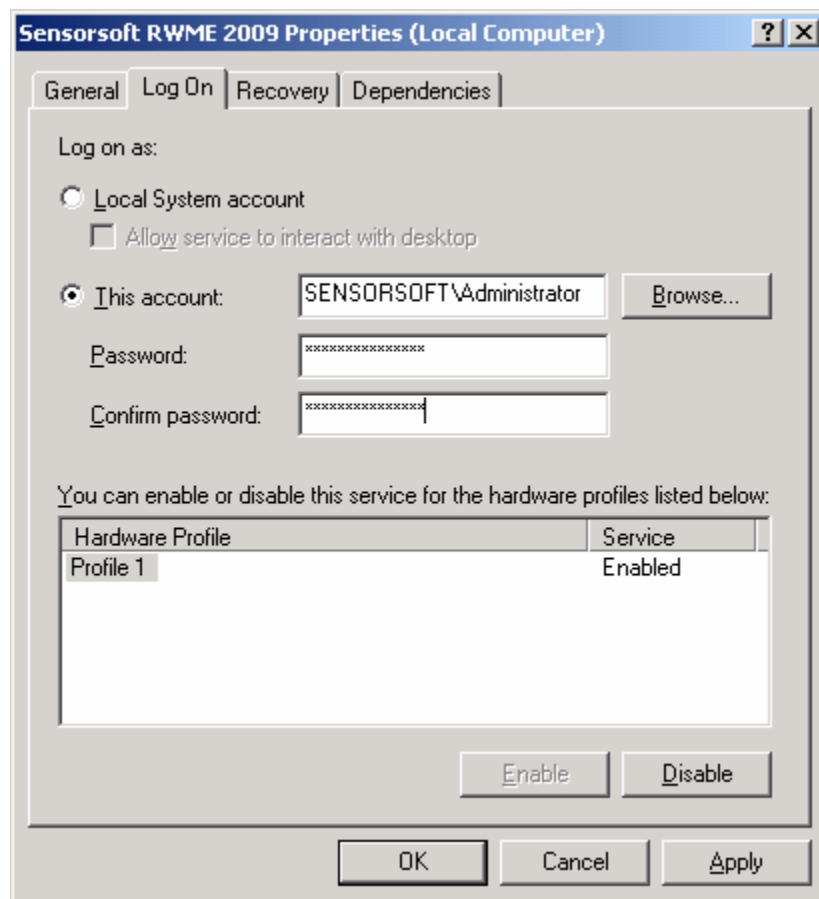 Sensorsoft RWME 2009 Properties (Local Computer)
General Log On Recovery Dependencies
Log on as:
Local System account
Allow service to interact with desktop
This account: SENSORSOFT\Administrator Browse...
Password: ***************
Confirm password: ***************
You can enable or disable this service for the hardware profiles listed below:
Hardware Profile Service
Profile 1 Enabled
Enable Disable
OK Cancel Apply